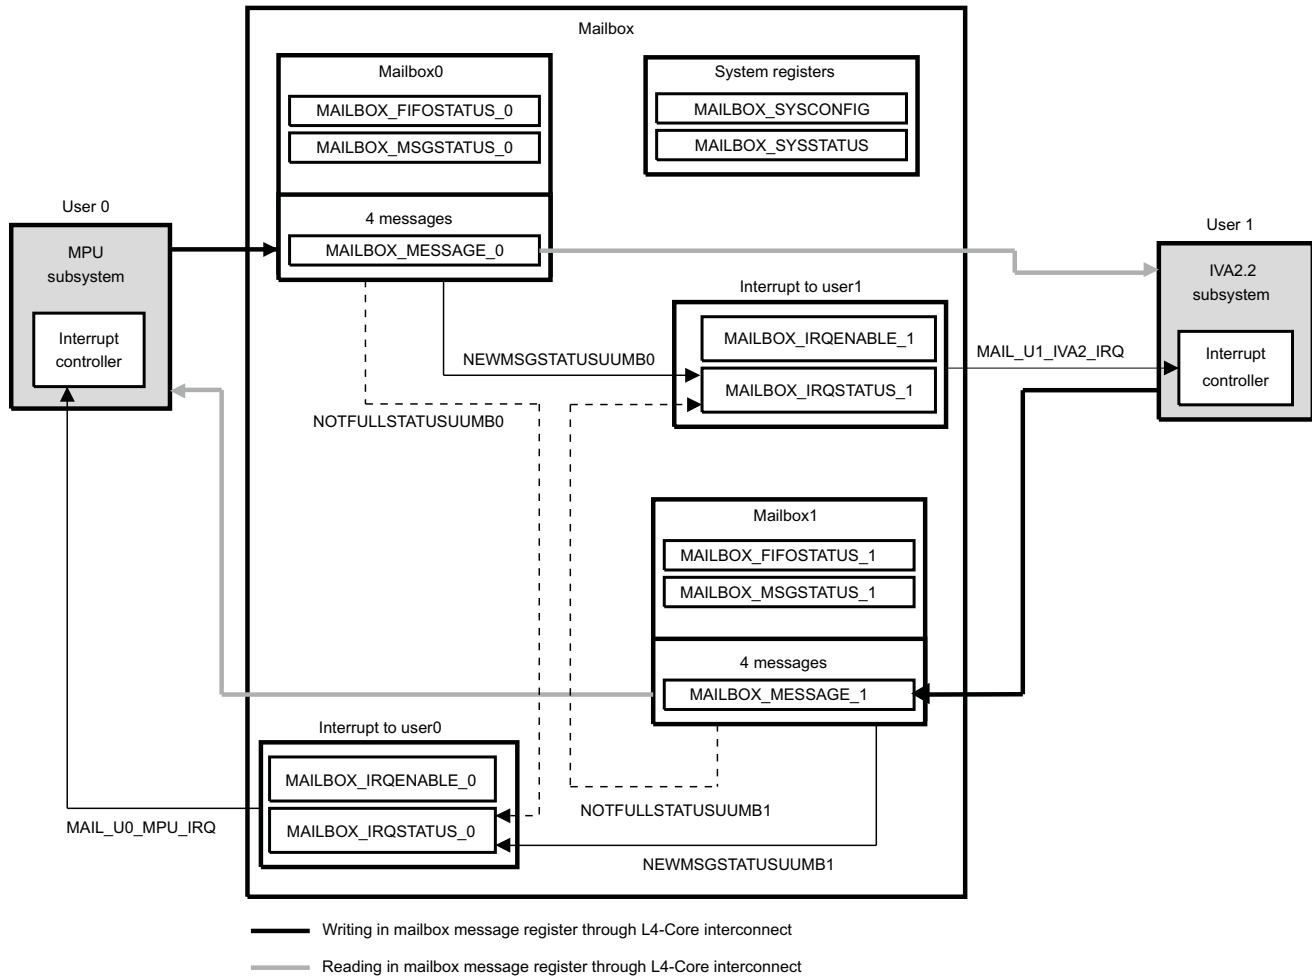 Mailbox
Mailbox0
MAILBOX_FIFOSTATUS_0
MAILBOX_MSGSTATUS_0
4 messages
MAILBOX_MESSAGE_0
System registers
MAILBOX_SYSCONFIG
MAILBOX_SYSSTATUS
User 0
MPU
subsystem
Interrupt
controller
User 1
IVA2.2
subsystem
Interrupt
controller
Interrupt to user1
MAILBOX_IRQENABLE_1
MAILBOX_IRQSTATUS_1
MAIL_U1_IVA2_IRQ
NEWMSGSTATUSUUMB0
NOTFULLSTATUSUUMB0
Mailbox1
MAILBOX_FIFOSTATUS_1
MAILBOX_MSGSTATUS_1
4 messages
MAILBOX_MESSAGE_1
Interrupt to user0
MAILBOX_IRQENABLE_0
MAILBOX_IRQSTATUS_0
MAIL_U0_MPU_IRQ
NOTFULLSTATUSUUMB1
NEWMSGSTATUSUUMB1
Writing in mailbox message register through L4-Core interconnect
Reading in mailbox message register through L4-Core interconnect